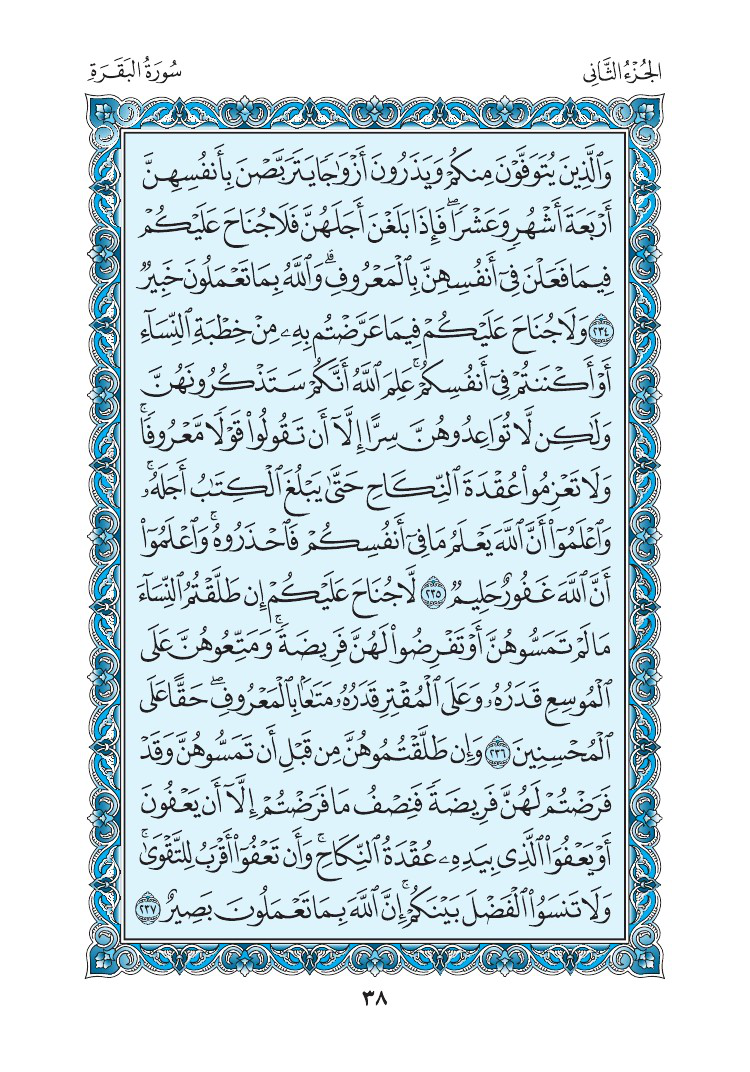 الجُزْءُ الثَّانِي
سُورَةُ البَقَرَةِ
وَٱلَّذِينَ يُتَوَفَّوْنَ مِنكُمْ وَيَذَرُونَ أَزْوَٰجًا يَتَرَبَّصْنَ بِأَنفُسِهِنَّ
أَرْبَعَةَ أَشْهُرٍ وَعَشْرًا ۖ فَإِذَا بَلَغْنَ أَجَلَهُنَّ فَلَا جُنَاحَ عَلَيْكُمْ
فِيمَا فَعَلْنَ فِىٓ أَنفُسِهِنَّ بِٱلْمَعْرُوفِ ۗ وَٱللَّهُ بِمَا تَعْمَلُونَ خَبِيرٌ
٢٣٤ وَلَا جُنَاحَ عَلَيْكُمْ فِيمَا عَرَّضْتُم بِهِۦ مِنْ خِطْبَةِ ٱلنِّسَآءِ
أَوْ أَكْنَنتُمْ فِىٓ أَنفُسِكُمْ ۚ عَلِمَ ٱللَّهُ أَنَّكُمْ سَتَذْكُرُونَهُنَّ
وَلَٰكِن لَّا تُوَاعِدُوهُنَّ سِرًّا إِلَّآ أَن تَقُولُوا۟ قَوْلًا مَّعْرُوفًا ۚ
وَلَا تَعْزِمُوا۟ عُقْدَةَ ٱلنِّكَاحِ حَتَّىٰ يَبْلُغَ ٱلْكِتَٰبُ أَجَلَهُۥ ۚ
وَٱعْلَمُوٓا۟ أَنَّ ٱللَّهَ يَعْلَمُ مَا فِىٓ أَنفُسِكُمْ فَٱحْذَرُوهُ ۚ وَٱعْلَمُوٓا۟
أَنَّ ٱللَّهَ غَفُورٌ حَلِيمٌ ٢٣٥ لَّا جُنَاحَ عَلَيْكُمْ إِن طَلَّقْتُمُ ٱلنِّسَآءَ
مَا لَمْ تَمَسُّوهُنَّ أَوْ تَفْرِضُوا۟ لَهُنَّ فَرِيضَةً ۚ وَمَتِّعُوهُنَّ عَلَى
ٱلْمُوسِعِ قَدَرُهُۥ وَعَلَى ٱلْمُقْتِرِ قَدَرُهُۥ مَتَٰعًۢا بِٱلْمَعْرُوفِ ۖ حَقًّا عَلَى
ٱلْمُحْسِنِينَ ٢٣٦ وَإِن طَلَّقْتُمُوهُنَّ مِن قَبْلِ أَن تَمَسُّوهُنَّ وَقَدْ
فَرَضْتُمْ لَهُنَّ فَرِيضَةً فَنِصْفُ مَا فَرَضْتُمْ إِلَّآ أَن يَعْفُونَ
أَوْ يَعْفُوَا۟ ٱلَّذِى بِيَدِهِۦ عُقْدَةُ ٱلنِّكَاحِ ۚ وَأَن تَعْفُوٓا۟ أَقْرَبُ لِلتَّقْوَىٰ ۚ
وَلَا تَنسَوُا۟ ٱلْفَضْلَ بَيْنَكُمْ ۚ إِنَّ ٱللَّهَ بِمَا تَعْمَلُونَ بَصِيرٌ ٢٣٧
٣٨